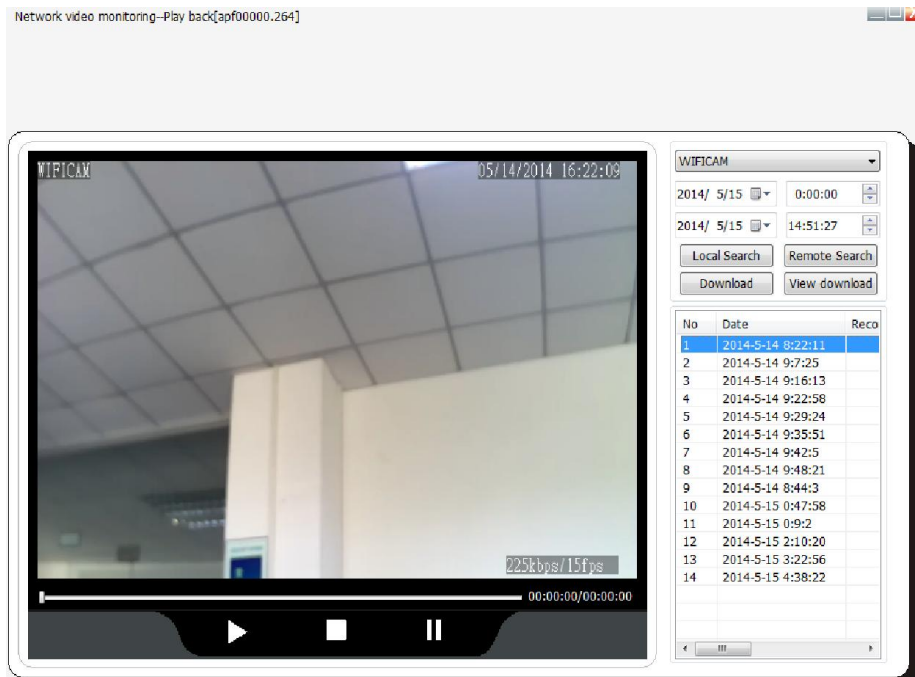 Network video monitoring--Play back[apf00000.264]
WIFICAM 05/14/2014 16:22:09
225kbps/15fps
00:00:00/00:00:00
WIFICAM
2014/ 5/15 0:00:00
2014/ 5/15 14:51:27
Local Search Remote Search
Download View download
No Date Reco
1 2014-5-14 8:22:11
2 2014-5-14 9:7:25
3 2014-5-14 9:16:13
4 2014-5-14 9:22:58
5 2014-5-14 9:29:24
6 2014-5-14 9:35:51
7 2014-5-14 9:42:5
8 2014-5-14 9:48:21
9 2014-5-14 8:44:3
10 2014-5-15 0:47:58
11 2014-5-15 0:9:2
12 2014-5-15 2:10:20
13 2014-5-15 3:22:56
14 2014-5-15 4:38:22